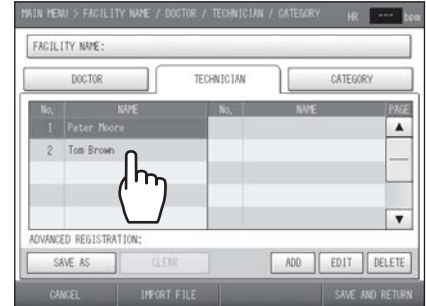 MAIN MENU > FACILITY NAME / DOCTOR / TECHNICIAN / CATEGORY HR --- bpm
FACILITY NAME:
DOCTOR TECHNICIAN CATEGORY
No. NAME No. NAME PAGE
1 Peter Moore
2 Tom Brown
ADVANCED REGISTRATION:
SAVE AS CLEAR ADD EDIT DELETE
CANCEL IMPORT FILE SAVE AND RETURN